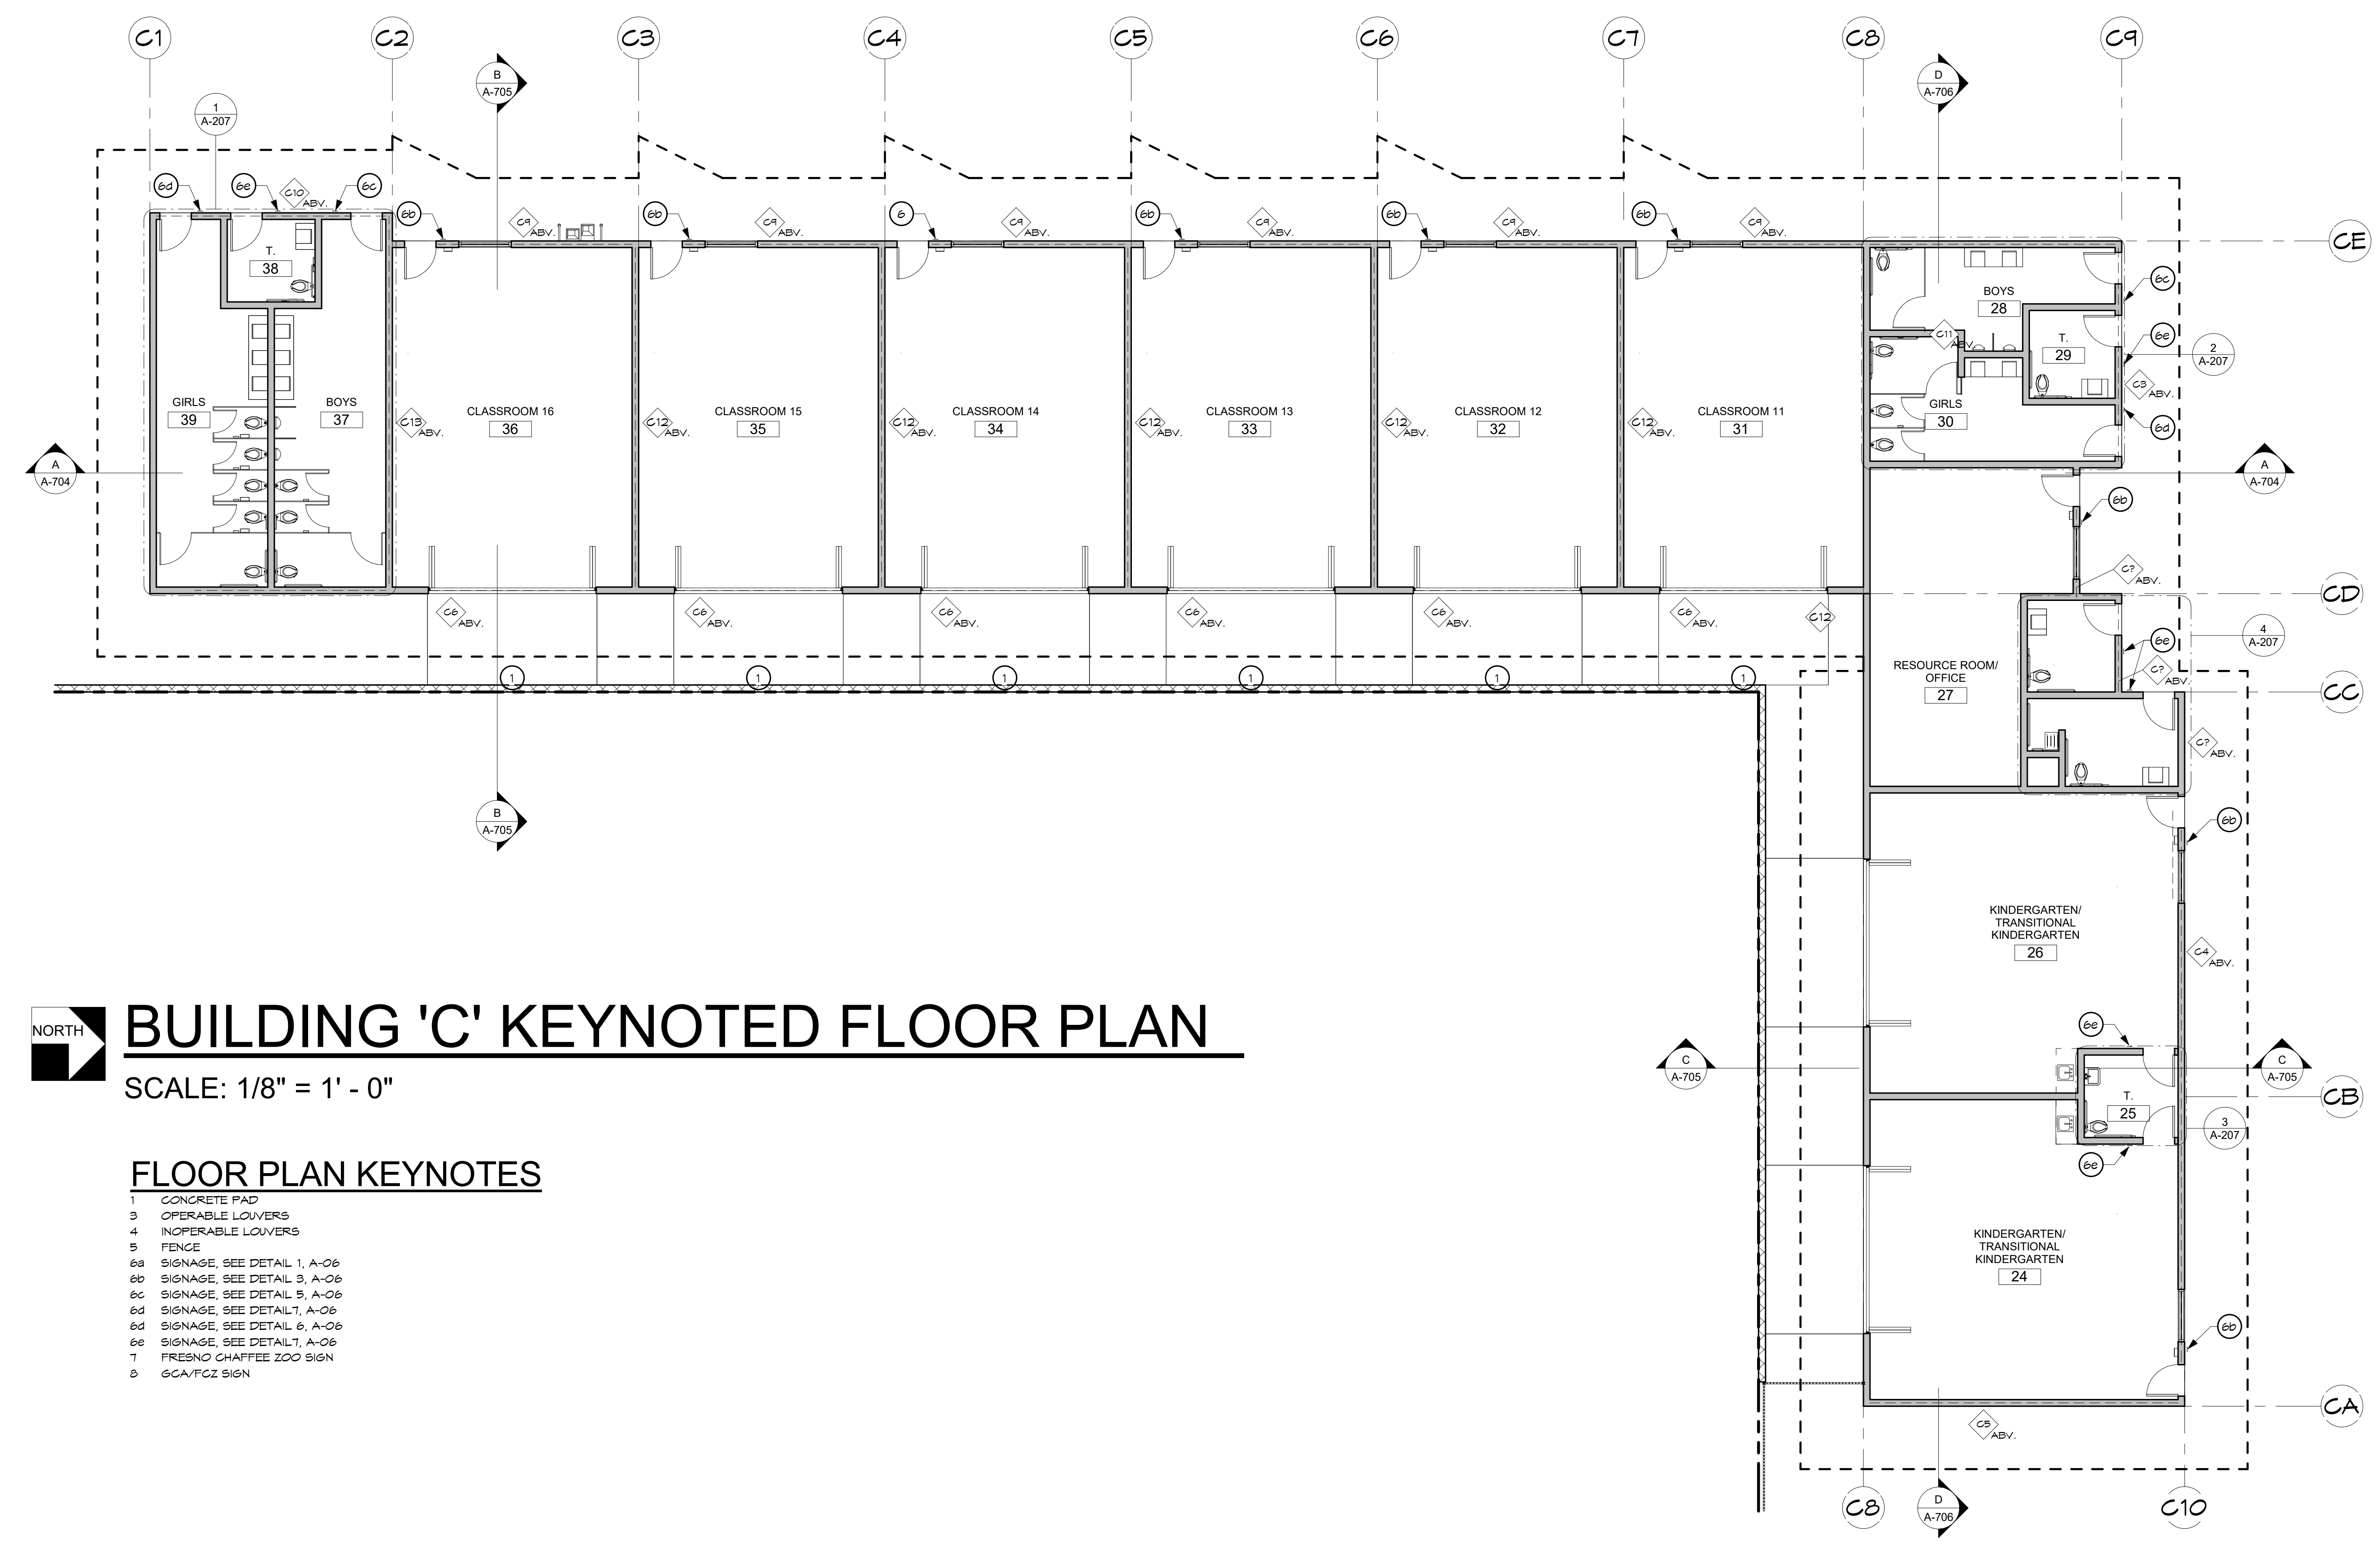 C1 C2 C3 C4 C5 C6 C7 C8 C9
B
A-705
D
A-706
1
A-207
6d 6e C10 ABV. 6c
6b C9 ABV. 6b C9 ABV. 6 C9 ABV. 6b C9 ABV. 6b C9 ABV. 6b C9 ABV.
CE
T.
38
6c
BOYS
28
C11 ABV.
T.
29
6e
2
A-207
C3 ABV.
GIRLS
39
BOYS
37
C13 ABV.
CLASSROOM 16
36
C12 ABV.
CLASSROOM 15
35
C12 ABV.
CLASSROOM 14
34
C12 ABV.
CLASSROOM 13
33
C12 ABV.
CLASSROOM 12
32
C12 ABV.
CLASSROOM 11
31
GIRLS
30
6d
A
A-704
A
A-704
6b
C? ABV.
CD
C6 ABV. C6 ABV. C6 ABV. C6 ABV. C6 ABV. C6 ABV. C12
6e
4
A-207
C? ABV.
RESOURCE ROOM/
OFFICE
27
1 1 1 1 1 1
CC
C? ABV.
B
A-705
6b
KINDERGARTEN/
TRANSITIONAL
KINDERGARTEN
26
C4 ABV.
NORTH
BUILDING 'C' KEYNOTED FLOOR PLAN
SCALE: 1/8" = 1' - 0"
6e
C
A-705
C
A-705
T.
25
CB
3
A-207
6e
FLOOR PLAN KEYNOTES
1 CONCRETE PAD
3 OPERABLE LOUVERS
4 INOPERABLE LOUVERS
5 FENCE
6a SIGNAGE, SEE DETAIL 1, A-06
6b SIGNAGE, SEE DETAIL 3, A-06
6c SIGNAGE, SEE DETAIL 5, A-06
6d SIGNAGE, SEE DETAIL7, A-06
6d SIGNAGE, SEE DETAIL 6, A-06
6e SIGNAGE, SEE DETAIL7, A-06
7 FRESNO CHAFFEE ZOO SIGN
8 GCA/FCZ SIGN
KINDERGARTEN/
TRANSITIONAL
KINDERGARTEN
24
6b
CA
C5 ABV.
C8
D
A-706
C10